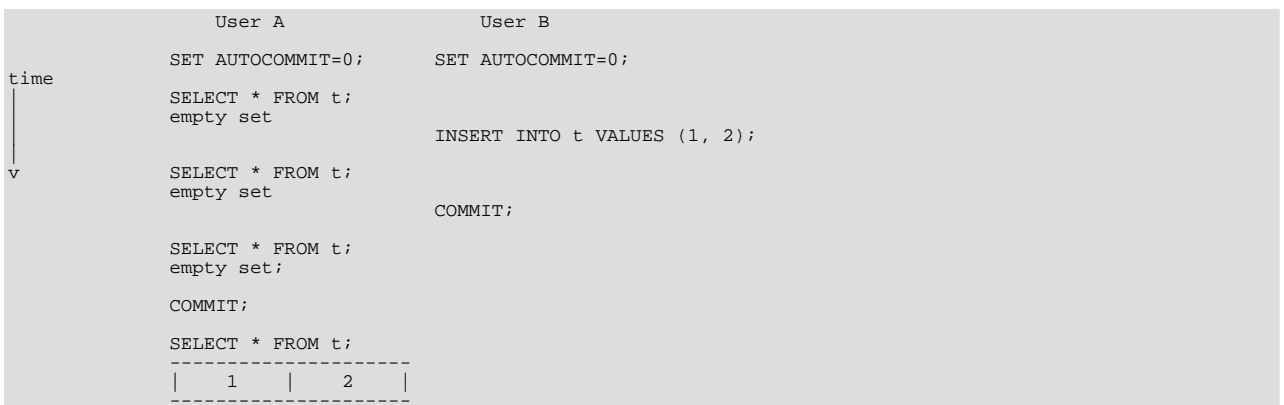 User A User B
SET AUTOCOMMIT=0; SET AUTOCOMMIT=0;
time
| SELECT * FROM t;
| empty set
| INSERT INTO t VALUES (1, 2);
|
v SELECT * FROM t;
empty set
COMMIT;
SELECT * FROM t;
empty set;
COMMIT;
SELECT * FROM t;
---------------------
| 1 | 2 |
---------------------